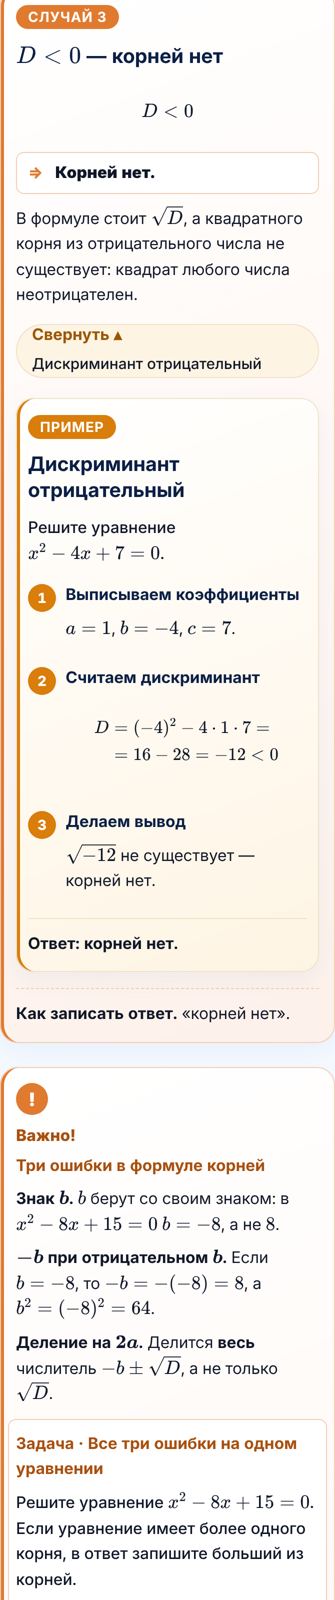 СЛУЧАЙ 3
D < 0 — корней нет
D < 0
⇒ Корней нет.
В формуле стоит √D, а квадратного
корня из отрицательного числа не
существует: квадрат любого числа
неотрицателен.
Свернуть ▴
Дискриминант отрицательный
ПРИМЕР
Дискриминант
отрицательный
Решите уравнение
x² − 4x + 7 = 0.
1 Выписываем коэффициенты
a = 1, b = −4, c = 7.
2 Считаем дискриминант
D = (−4)² − 4 · 1 · 7 =
= 16 − 28 = −12 < 0
3 Делаем вывод
√−12 не существует —
корней нет.
Ответ: корней нет.
Как записать ответ. «корней нет».
!
Важно!
Три ошибки в формуле корней
Знак b. b берут со своим знаком: в
x² − 8x + 15 = 0 b = −8, а не 8.
−b при отрицательном b. Если
b = −8, то −b = −(−8) = 8, а
b² = (−8)² = 64.
Деление на 2a. Делится весь
числитель −b ± √D, а не только
√D.
Задача · Все три ошибки на одном
уравнении
Решите уравнение x² − 8x + 15 = 0.
Если уравнение имеет более одного
корня, в ответ запишите больший из
корней.